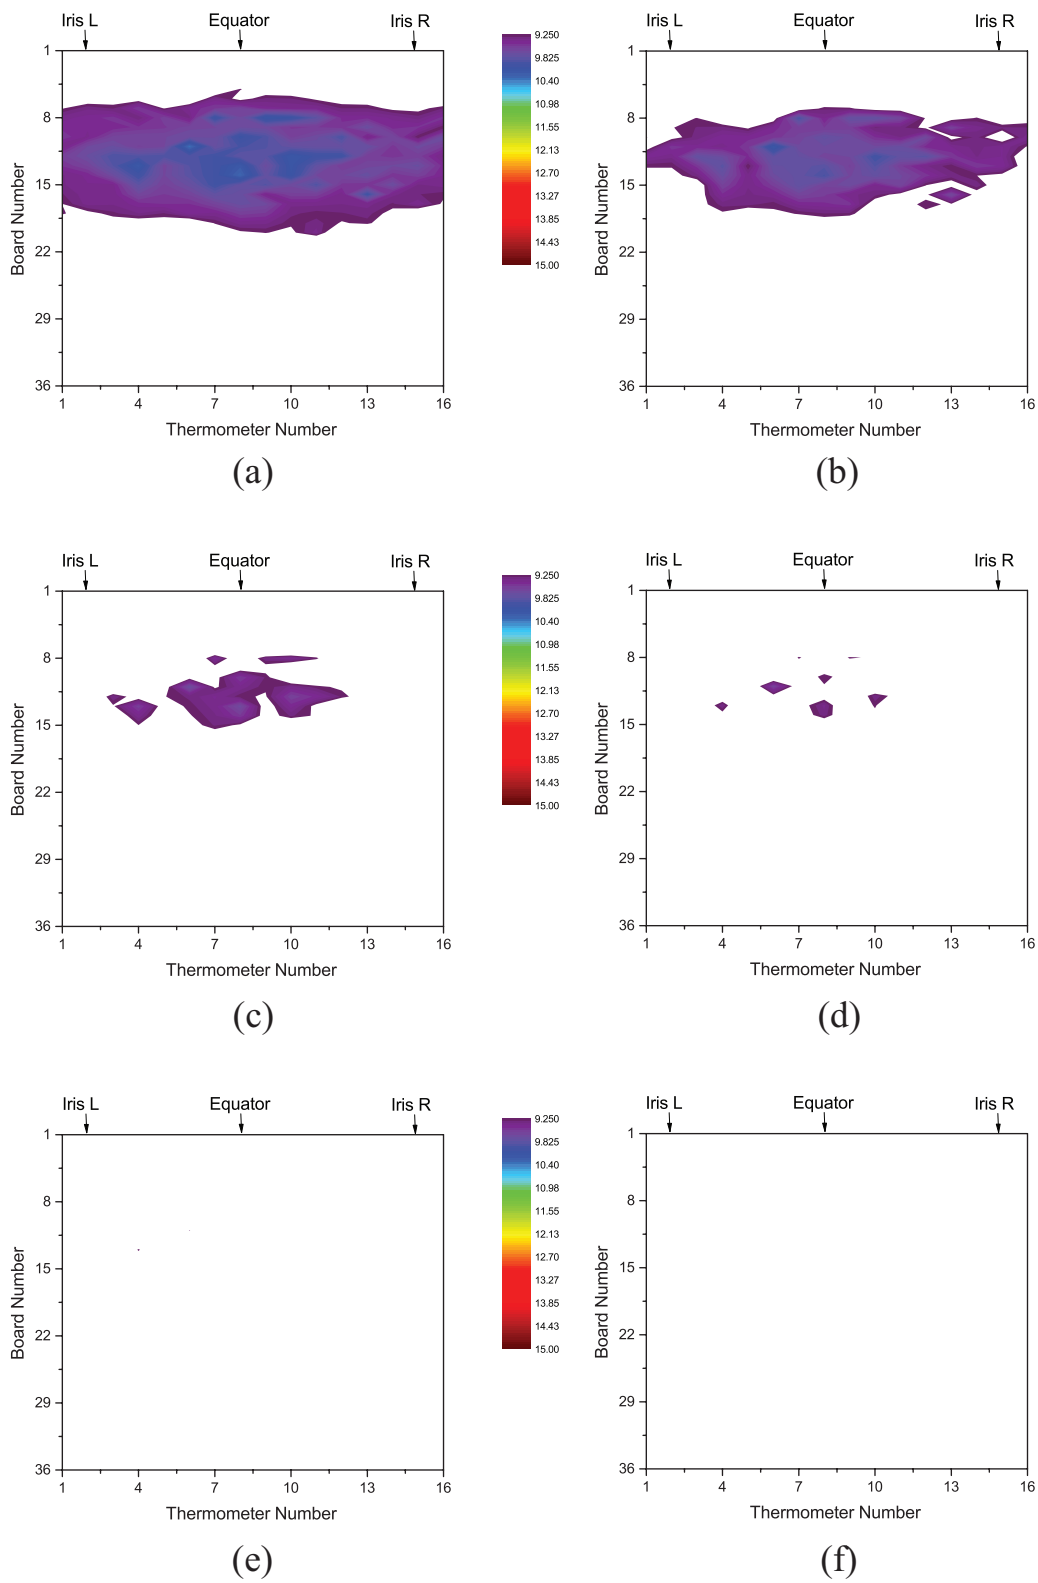 Iris L Equator Iris R
Board Number
1
8
15
22
29
36
1 4 7 10 13 16
Thermometer Number
(a)
9.250
9.825
10.40
10.98
11.55
12.13
12.70
13.27
13.85
14.43
15.00
Iris L Equator Iris R
Board Number
1
8
15
22
29
36
1 4 7 10 13 16
Thermometer Number
(b)
Iris L Equator Iris R
Board Number
1
8
15
22
29
36
1 4 7 10 13 16
Thermometer Number
(c)
9.250
9.825
10.40
10.98
11.55
12.13
12.70
13.27
13.85
14.43
15.00
Iris L Equator Iris R
Board Number
1
8
15
22
29
36
1 4 7 10 13 16
Thermometer Number
(d)
Iris L Equator Iris R
Board Number
1
8
15
22
29
36
1 4 7 10 13 16
Thermometer Number
(e)
9.250
9.825
10.40
10.98
11.55
12.13
12.70
13.27
13.85
14.43
15.00
Iris L Equator Iris R
Board Number
1
8
15
22
29
36
1 4 7 10 13 16
Thermometer Number
(f)